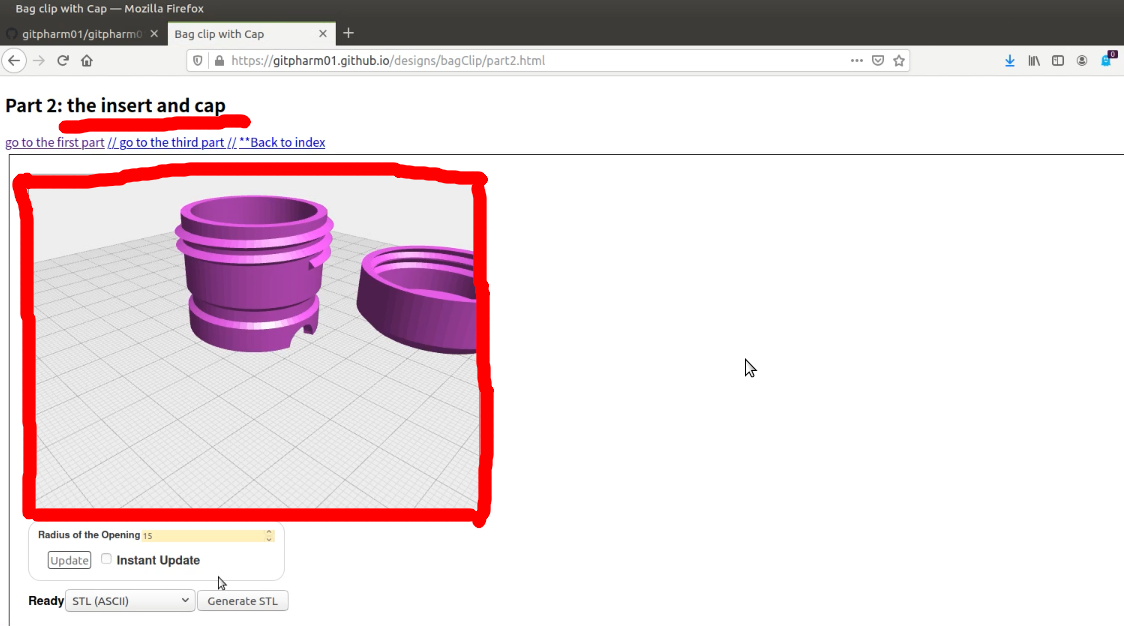 Bag clip with Cap — Mozilla Firefox
gitpharm01/gitpharm0
Bag clip with Cap
https://gitpharm01.github.io/designs/bagClip/part2.html
0
Part 2: the insert and cap
go to the first part // go to the third part // **Back to index
Radius of the Opening 15
Update Instant Update
Ready STL (ASCII) Generate STL